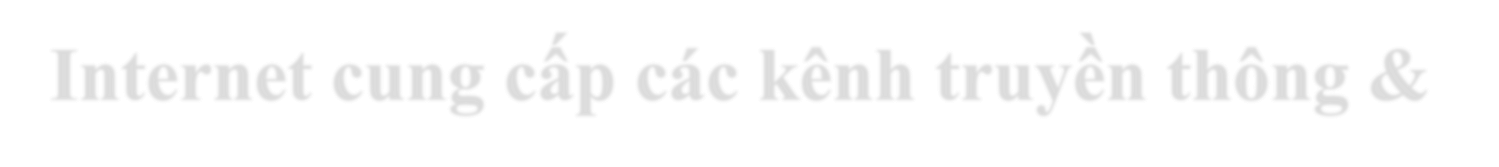 Internet cung cấp các kênh truyền thông &